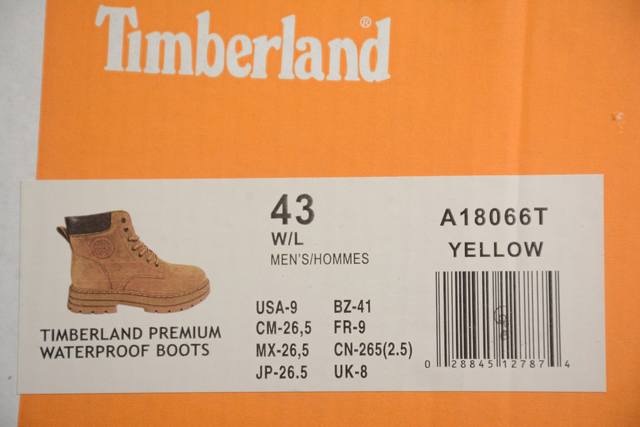 Timberland®
TIMBERLAND PREMIUM
WATERPROOF BOOTS
43
W/L
MEN'S/HOMMES
USA-9 BZ-41
CM-26,5 FR-9
MX-26,5 CN-265(2.5)
JP-26.5 UK-8
A18066T
YELLOW
0 28845 12787 4